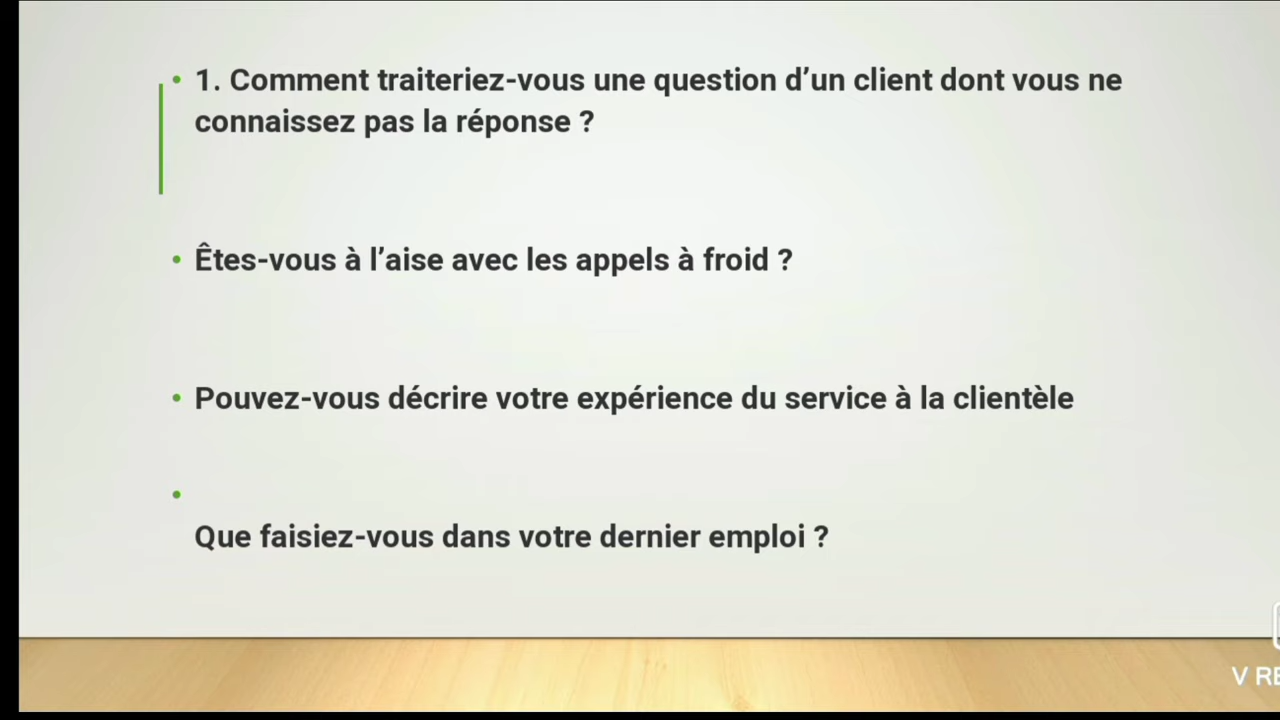 • 1. Comment traiteriez-vous une question d’un client dont vous ne
connaissez pas la réponse ?
• Êtes-vous à l’aise avec les appels à froid ?
• Pouvez-vous décrire votre expérience du service à la clientèle
•
Que faisiez-vous dans votre dernier emploi ?
V RE